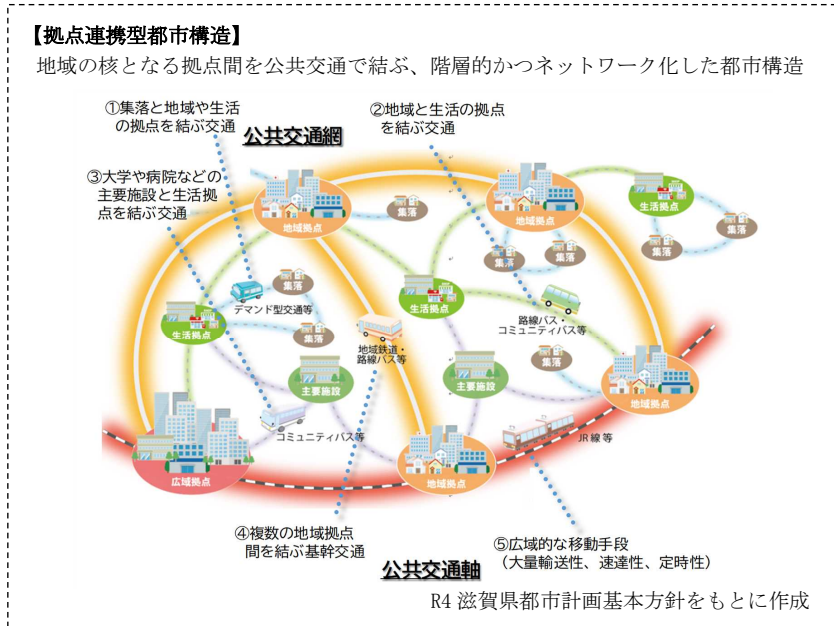 【拠点連携型都市構造】
地域の核となる拠点間を公共交通で結ぶ、階層的かつネットワーク化した都市構造
①集落と地域や生活
の拠点を結ぶ交通
公共交通網
②地域と生活の拠点
を結ぶ交通
③大学や病院などの
主要施設と生活拠
点を結ぶ交通
地域拠点
集落
地域拠点
生活拠点
集落
集落
集落
集落
集落
デマンド型交通等
生活拠点
集落
生活拠点
集落
地域鉄道・
路線バス等
路線バス・
コミュニティバス等
主要施設
主要施設
集落
地域拠点
コミュニティバス等
JR線等
広域拠点
地域拠点
④複数の地域拠点
間を結ぶ基幹交通
公共交通軸
⑤広域的な移動手段
（大量輸送性、速達性、定時性）
R4 滋賀県都市計画基本方針をもとに作成